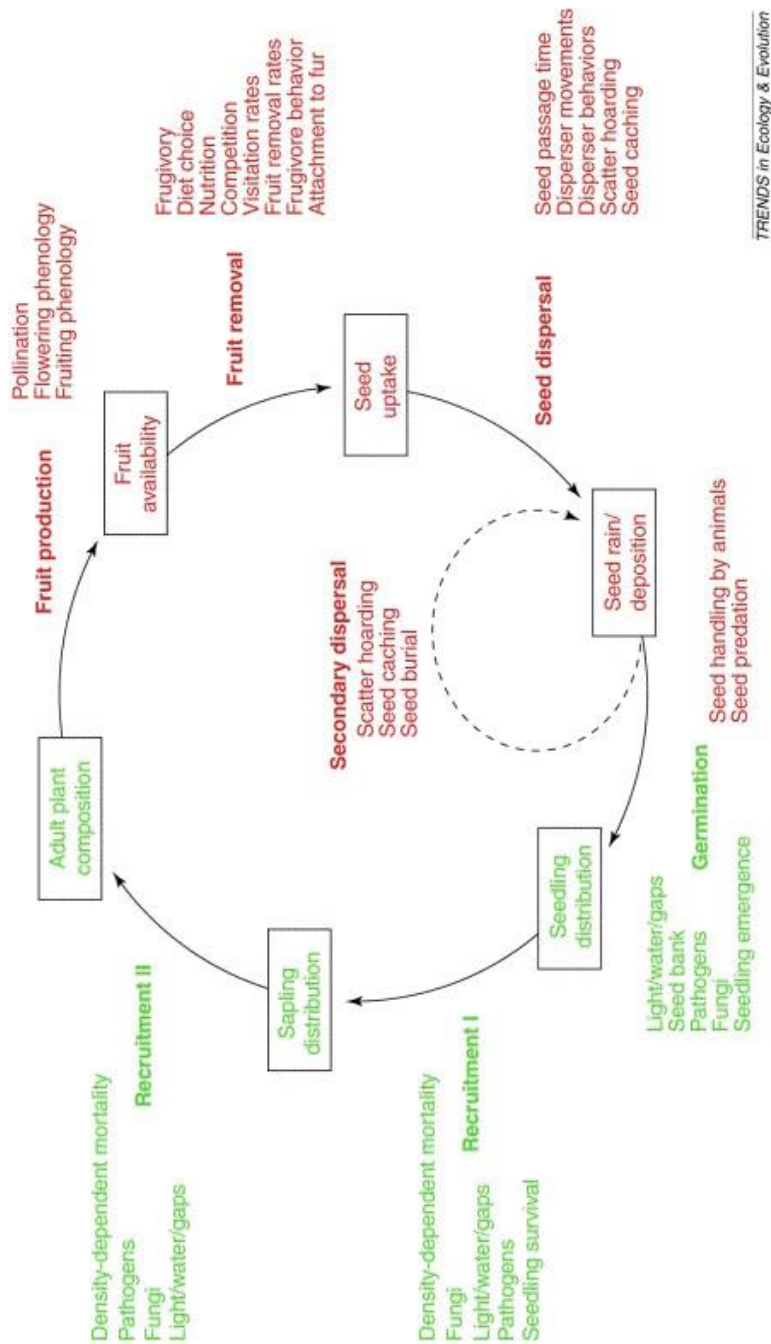 Pollination
Flowering phenology
Fruiting phenology
Fruit production
Fruit
availability
Frugivory
Diet choice
Nutrition
Competition
Visitation rates
Fruit removal rates
Frugivore behavior
Attachment to fur
Fruit removal
Seed
uptake
Seed passage time
Disperser movements
Disperser behaviors
Scatter hoarding
Seed caching
Seed dispersal
Seed rain/
deposition
Secondary dispersal
Scatter hoarding
Seed caching
Seed burial
Seed handling by animals
Seed predation
Germination
Light/water/gaps
Seed bank
Pathogens
Fungi
Seedling emergence
Seedling
distribution
Recruitment I
Density-dependent mortality
Fungi
Light/water/gaps
Pathogens
Seedling survival
Sapling
distribution
Recruitment II
Density-dependent mortality
Pathogens
Fungi
Light/water/gaps
Adult plant
composition
TRENDS in Ecology & Evolution